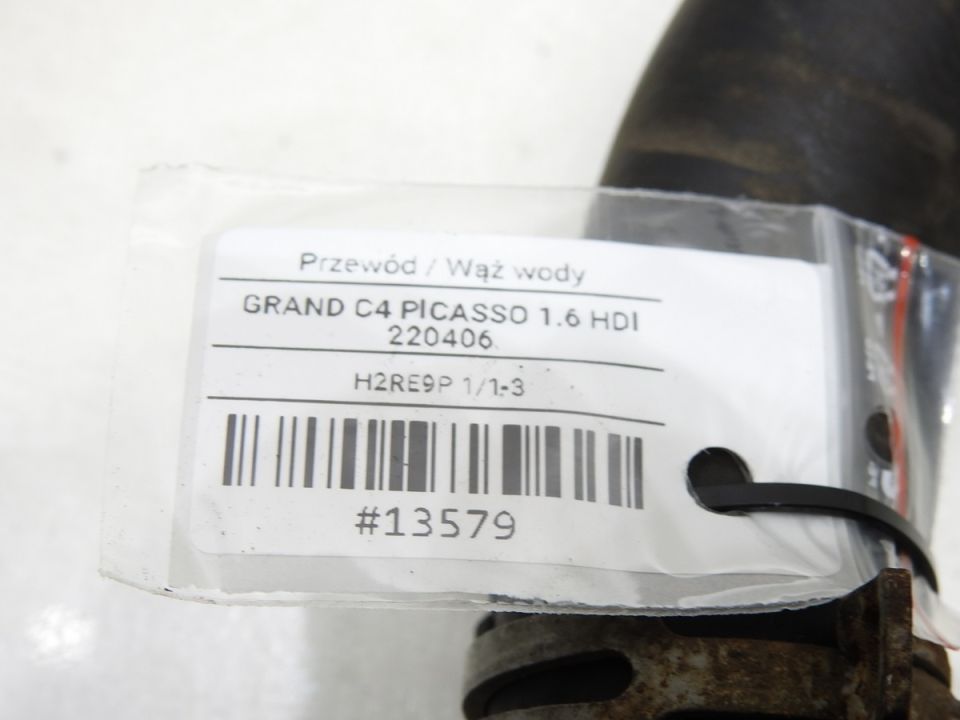 Przewód / Wąż wody
GRAND C4 PICASSO 1.6 HDI
220406
H2RE9P 1/1-3
#13579